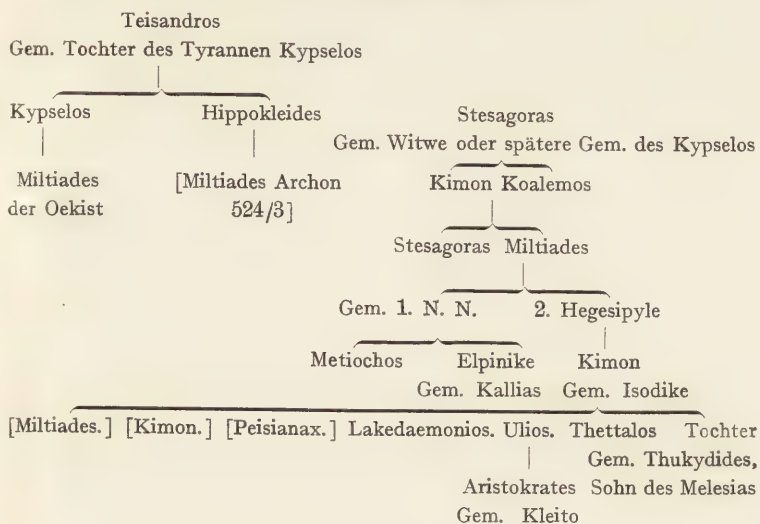 Teisandros
Gem. Tochter des Tyrannen Kypselos
Kypselos Hippokleides Stesagoras
Gem. Witwe oder spätere Gem. des Kypselos
Miltiades [Miltiades Archon Kimon Koalemos
der Oekist 524/3]
Stesagoras Miltiades
Gem. 1. N. N. 2. Hegesipyle
Metiochos Elpinike Kimon
Gem. Kallias Gem. Isodike
[Miltiades.] [Kimon.] [Peisianax.] Lakedaemonios. Ulios. Thettalos Tochter
Gem. Thukydides,
Aristokrates Sohn des Melesias
Gem. Kleito